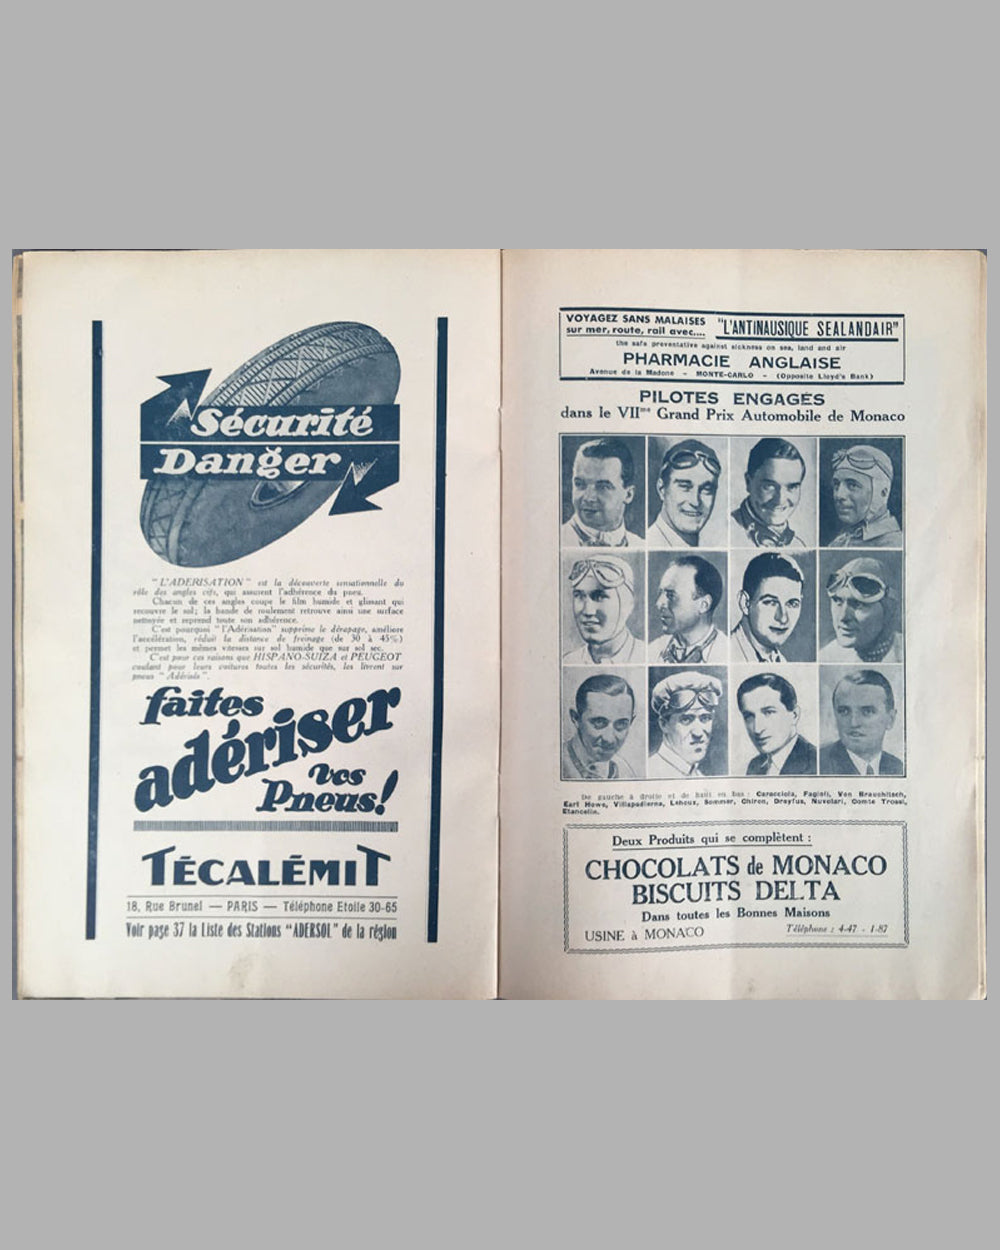 Sécurité
Danger
"L'ADERISATION" est la découverte sensationnelle du
rôle des angles vifs, qui assurent l'adhérence du pneu.
Chacun de ces angles coupe le film humide et glissant qui
recouvre le sol; la bande de roulement retrouve ainsi une surface
nettoyée et reprend toute son adhérence.
C'est pourquoi "l'Adérisation" supprime le dérapage, améliore
l'accélération, réduit la distance de freinage (de 30 à 45%)
et permet les mêmes vitesses sur sol humide que sur sol sec.
C'est pour ces raisons que HISPANO-SUIZA et PEUGEOT
voulant pour leurs voitures toutes les sécurités, les livrent sur
pneus "Adérisés".
faites
adériser
vos
Pneus!
TÉCALÉMIT
18, Rue Brunel — PARIS — Téléphone Etoile 30-65
Voir page 37 la Liste des Stations "ADERSOL" de la région
VOYAGEZ SANS MALAISES
sur mer, route, rail avec....
"L'ANTINAUSIQUE SEALANDAIR"
the safe preventative against sickness on sea, land and air
PHARMACIE ANGLAISE
Avenue de la Madone - MONTE-CARLO - (Opposite Lloyd's Bank)
PILOTES ENGAGÉS
dans le VIIme Grand Prix Automobile de Monaco
De gauche à droite et de haut en bas : Caracciola, Fagioli, Von Brauchitsch,
Earl Howe, Villapadierna, Lehoux, Sommer, Chiron, Dreyfus, Nuvolari, Comte Trossi,
Etancelin.
Deux Produits qui se complètent :
CHOCOLATS de MONACO
BISCUITS DELTA
Dans toutes les Bonnes Maisons
USINE à MONACO
Téléphone : 4-47 - 1-87